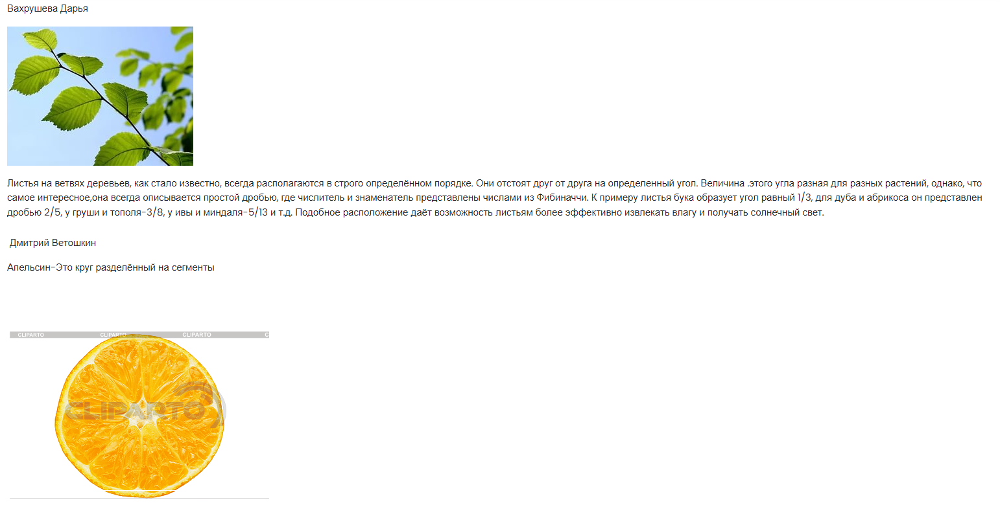 Вахрушева Дарья
Листья на ветвях деревьев, как стало известно, всегда располагаются в строго определённом порядке. Они отстоят друг от друга на определенный угол. Величина .этого угла разная для разных растений, однако, что
самое интересное,она всегда описывается простой дробью, где числитель и знаменатель представлены числами из Фибиначчи. К примеру листья бука образует угол равный 1/3, для дуба и абрикоса он представлен
дробью 2/5, у груши и тополя-3/8, у ивы и миндаля-5/13 и т.д. Подобное расположение даёт возможность листьям более эффективно извлекать влагу и получать солнечный свет.
Дмитрий Ветошкин
Апельсин-Это круг разделённый на сегменты
CLIPARTO CLIPARTO CLIPARTO C
CLIPARTO